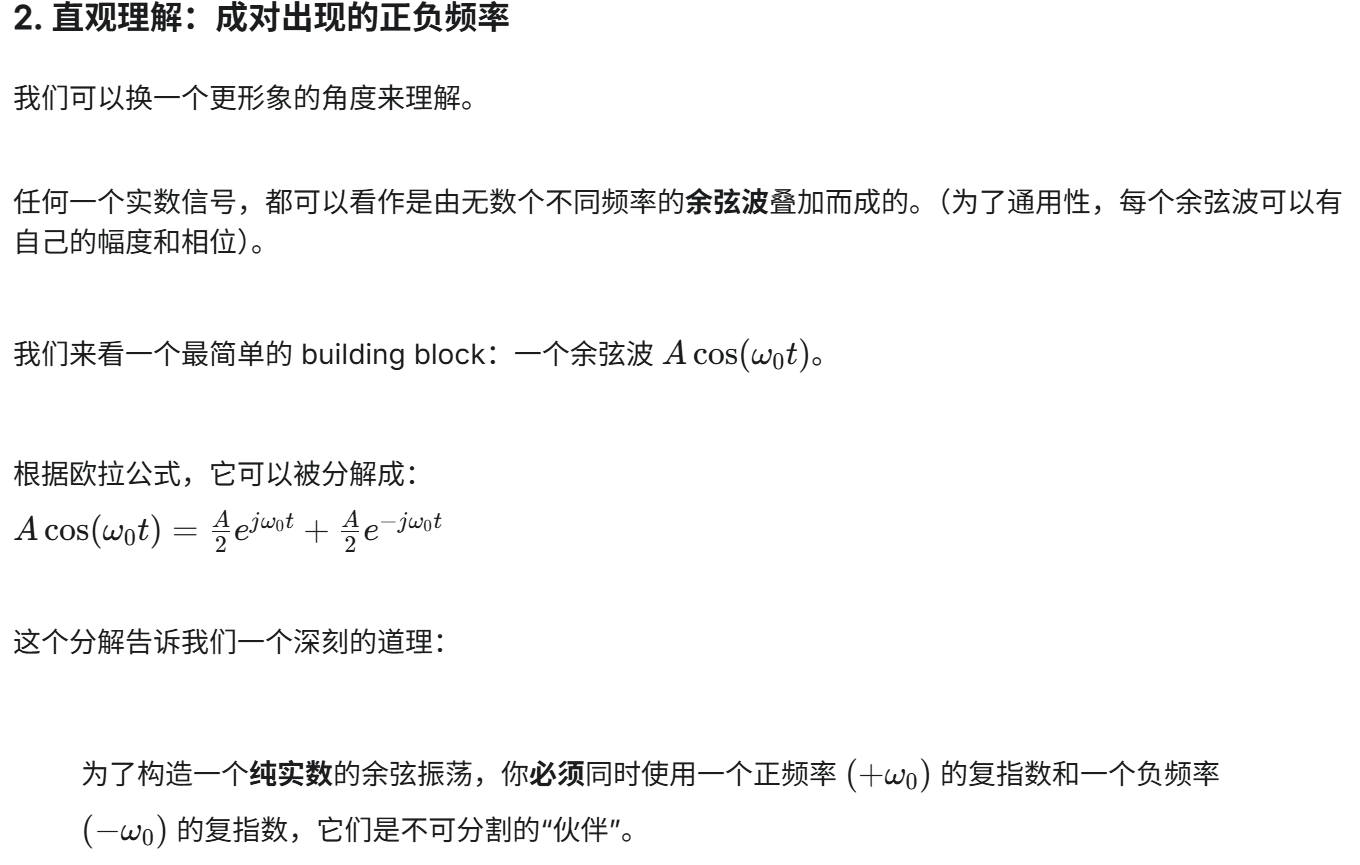 2. 直观理解：成对出现的正负频率
我们可以换一个更形象的角度来理解。
任何一个实数信号，都可以看作是由无数个不同频率的余弦波叠加而成的。（为了通用性，每个余弦波可以有
自己的幅度和相位）。
我们来看一个最简单的 building block：一个余弦波 A cos(ω₀t)。
根据欧拉公式，它可以被分解成：
A cos(ω₀t) = \frac{A}{2}e^{jω₀t} + \frac{A}{2}e^{-jω₀t}
这个分解告诉我们一个深刻的道理：
为了构造一个纯实数的余弦振荡，你必须同时使用一个正频率 (+ω₀) 的复指数和一个负频率
(−ω₀) 的复指数，它们是不可分割的“伙伴”。